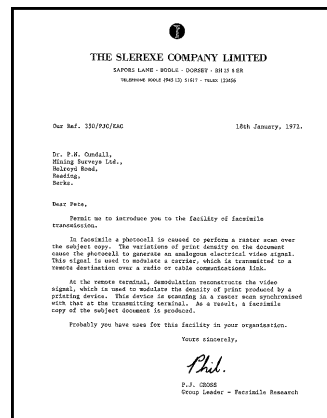 THE SLEREXE COMPANY LIMITED
SAPORS LANE - BOOLE - DORSET - BH 25 8 ER
TELEPHONE BOOLE (945 13) 51617 - TELEX 123456
Our Ref. 350/PJC/EAC
18th January, 1972.
Dr. P.N. Cundall,
Mining Surveys Ltd.,
Holroyd Road,
Reading,
Berks.
Dear Pete,
Permit me to introduce you to the facility of facsimile
transmission.
In facsimile a photocell is caused to perform a raster scan over
the subject copy. The variations of print density on the document
cause the photocell to generate an analogous electrical video signal.
This signal is used to modulate a carrier, which is transmitted to a
remote destination over a radio or cable communications link.
At the remote terminal, demodulation reconstructs the video
signal, which is used to modulate the density of print produced by a
printing device. This device is scanning in a raster scan synchronised
with that at the transmitting terminal. As a result, a facsimile
copy of the subject document is produced.
Probably you have uses for this facility in your organisation.
Yours sincerely,
Phil.
P.J. CROSS
Group Leader - Facsimile Research